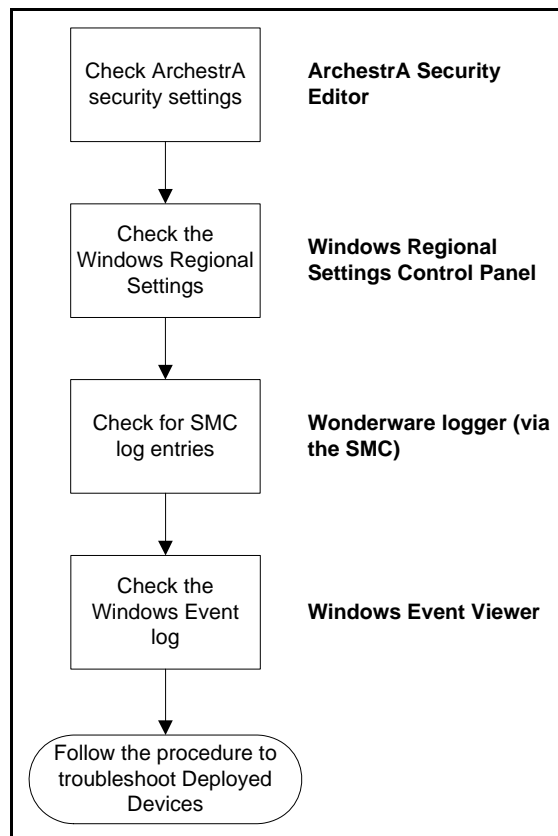 Check ArchestrA
security settings
ArchestrA Security
Editor
Check the
Windows Regional
Settings
Windows Regional
Settings Control Panel
Check for SMC
log entries
Wonderware logger (via
the SMC)
Check the
Windows Event
log
Windows Event Viewer
Follow the procedure to
troubleshoot Deployed
Devices